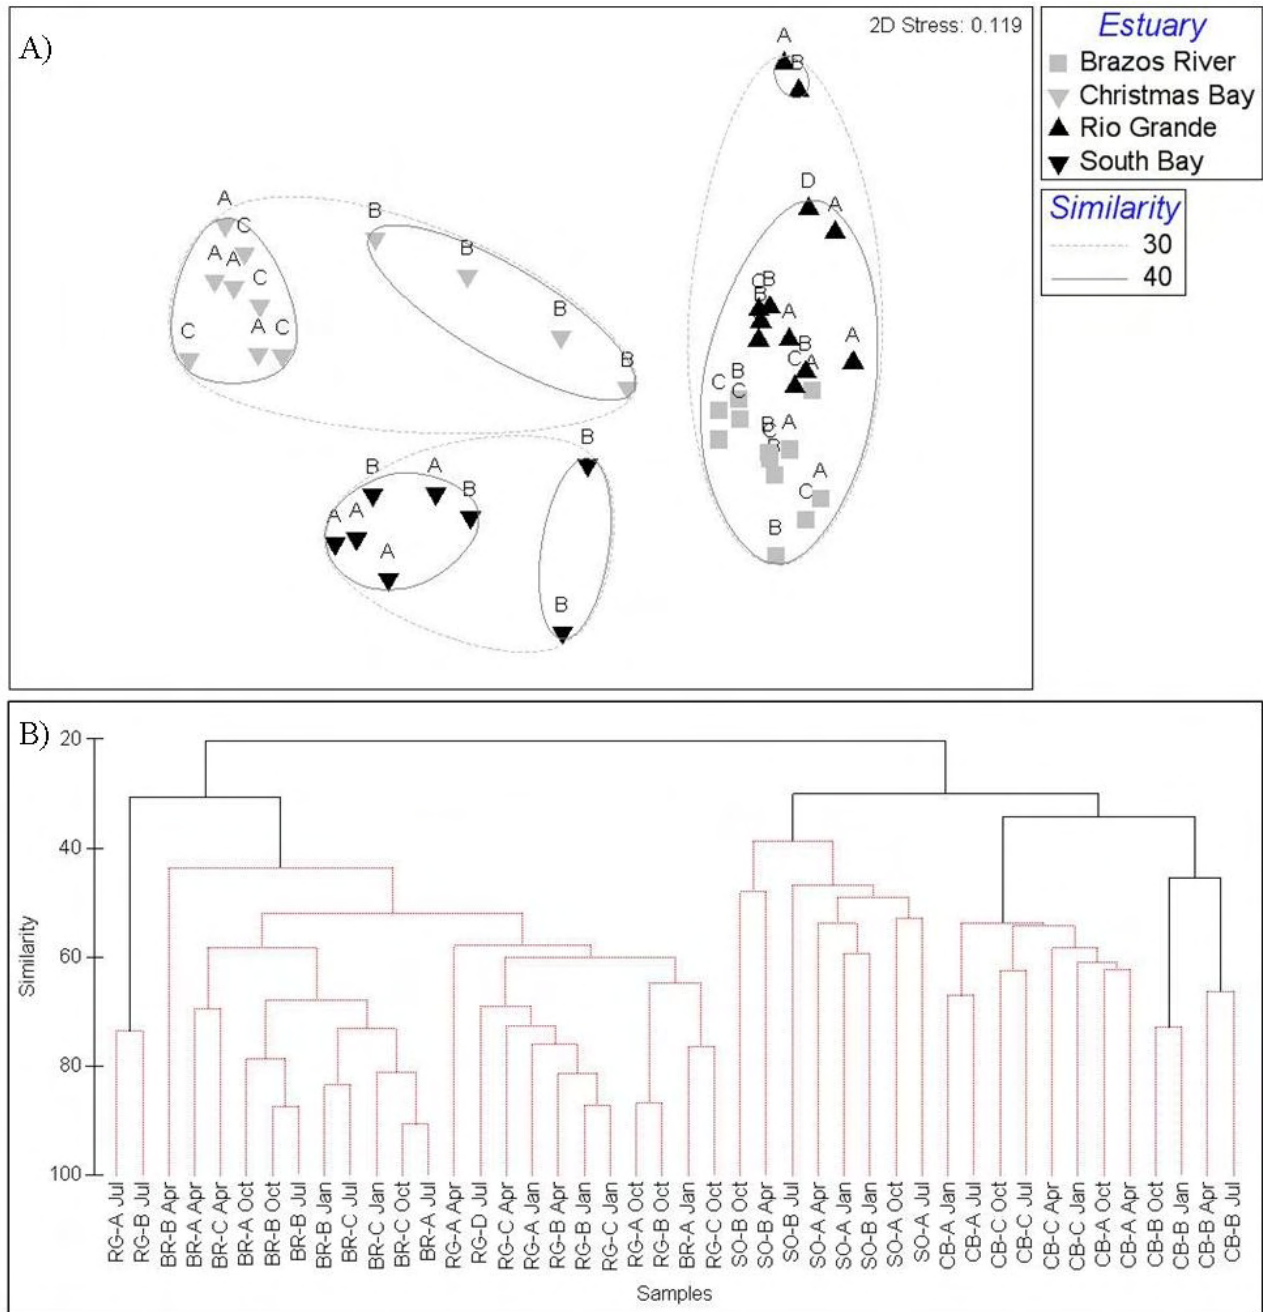 A)
2D Stress: 0.119
Estuary
Brazos River
Christmas Bay
Rio Grande
South Bay
Similarity
30
40
A
B
D
A
A
C
A
A
C
C
A
C
B
B
B
B
C
B
B
A
B
A
C
A
C
B
C
B
A
C
B
A
C
B
B
A
B
A
A
A
B
B
B)
20
40
60
80
100
Similarity
RG-A Jul
RG-B Jul
BR-B Apr
BR-A Apr
BR-C Apr
BR-A Oct
BR-B Oct
BR-B Jul
BR-B Jan
BR-C Jul
BR-C Jan
BR-C Oct
BR-A Jul
RG-A Apr
RG-D Jul
RG-C Apr
RG-A Jan
RG-B Apr
RG-B Jan
RG-C Jan
RG-A Oct
RG-B Oct
BR-A Jan
RG-C Oct
SO-B Oct
SO-B Apr
SO-B Jul
SO-A Apr
SO-A Jan
SO-B Jan
SO-A Oct
SO-A Jul
CB-A Jan
CB-A Jul
CB-C Oct
CB-C Jul
CB-C Apr
CB-C Jan
CB-A Oct
CB-A Apr
CB-B Oct
CB-B Jan
CB-B Apr
CB-B Jul
Samples